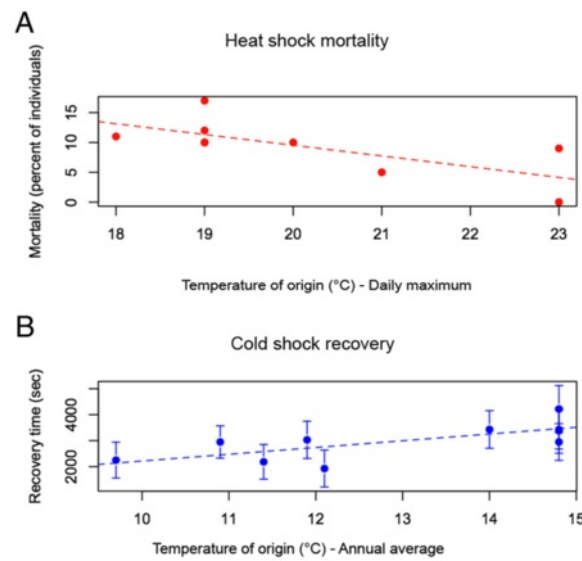 A
Heat shock mortality
Mortality (percent of individuals)
15
10
5
0
18 19 20 21 22 23
Temperature of origin (°C) - Daily maximum
B
Cold shock recovery
Recovery time (sec)
4000
2000
10 11 12 13 14 15
Temperature of origin (°C) - Annual average